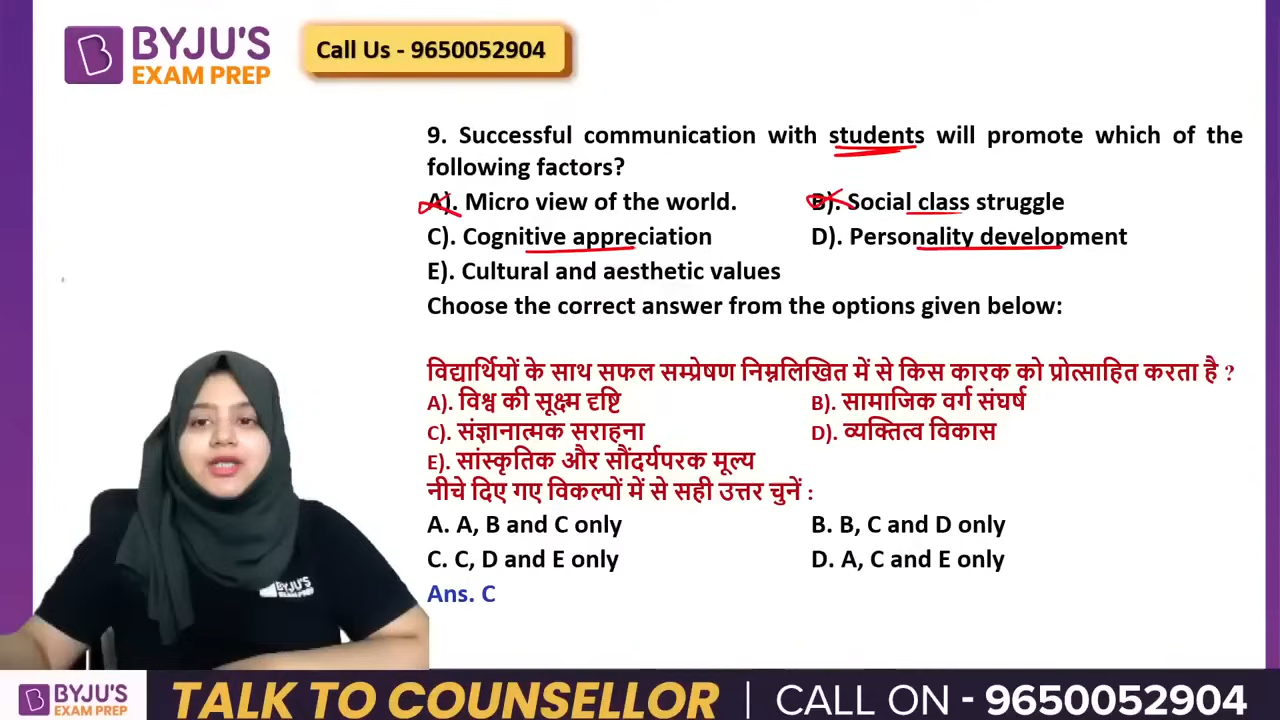 BYJU'S
EXAM PREP
Call Us - 9650052904
9. Successful communication with students will promote which of the
following factors?
A). Micro view of the world. B). Social class struggle
C). Cognitive appreciation D). Personality development
E). Cultural and aesthetic values
Choose the correct answer from the options given below:
विद्यार्थियों के साथ सफल सम्प्रेषण निम्नलिखित में से किस कारक को प्रोत्साहित करता है ?
A). विश्व की सूक्ष्म दृष्टि B). सामाजिक वर्ग संघर्ष
C). संज्ञानात्मक सराहना D). व्यक्तित्व विकास
E). सांस्कृतिक और सौंदर्यपरक मूल्य
नीचे दिए गए विकल्पों में से सही उत्तर चुनें :
A. A, B and C only B. B, C and D only
C. C, D and E only D. A, C and E only
Ans. C
BYJU'S
EXAM PREP
BYJU'S
EXAM PREP
TALK TO COUNSELLOR | CALL ON - 9650052904